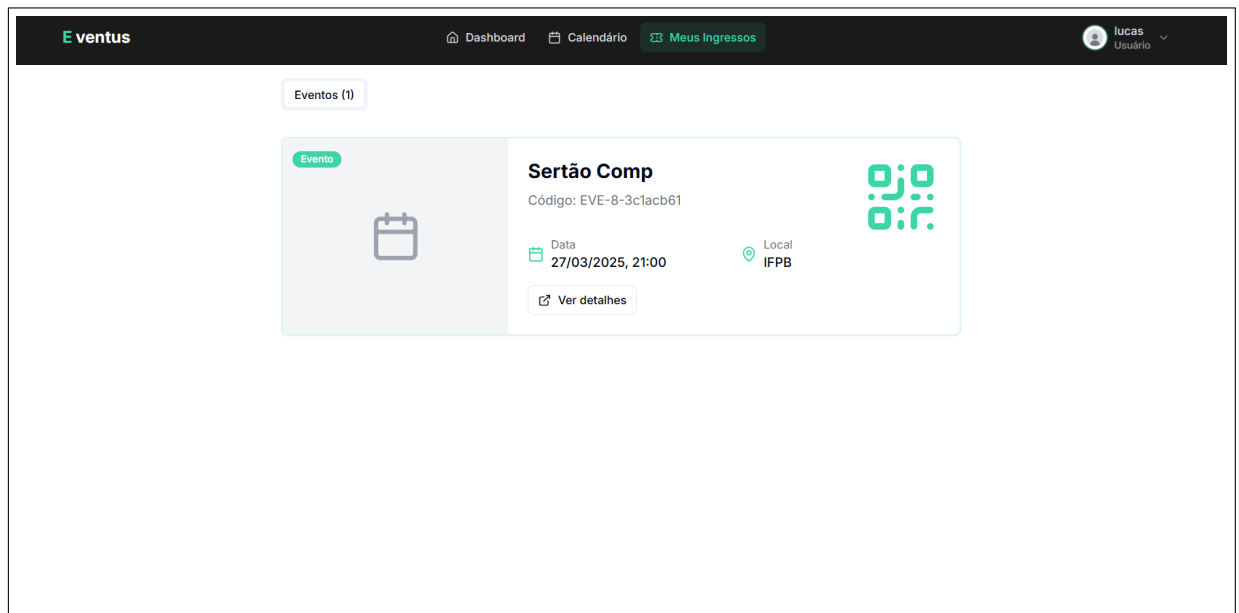 E ventus
Dashboard
Calendário
Meus Ingressos
lucas
Usuário
Eventos (1)
Evento
Sertão Comp
Código: EVE-8-3c1acb61
Data
27/03/2025, 21:00
Local
IFPB
Ver detalhes